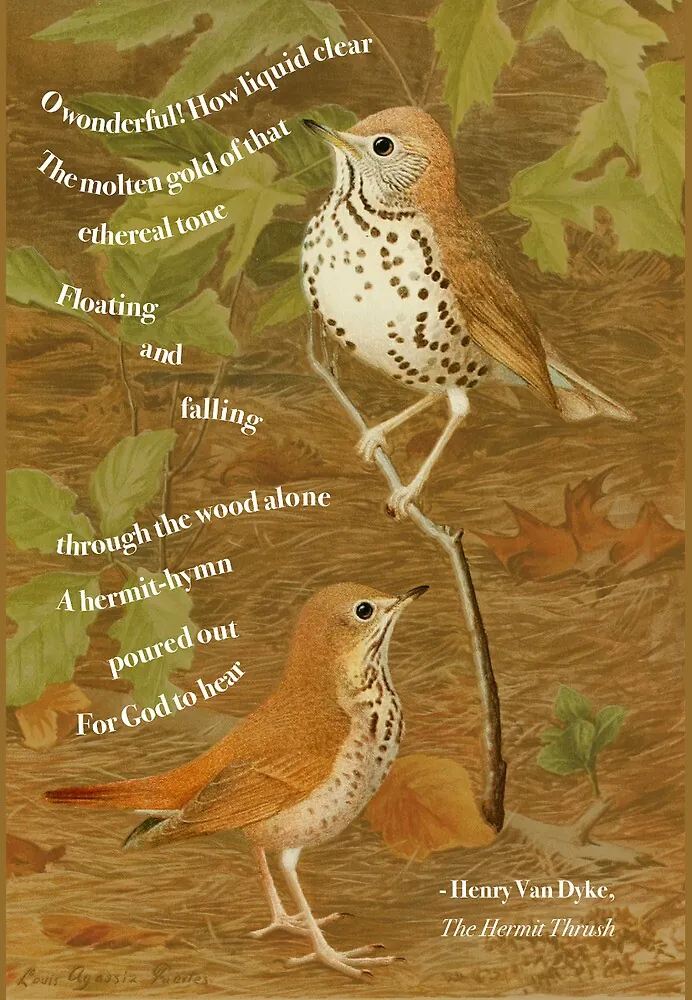 O wonderful! How liquid clear
The molten gold of that
ethereal tone
Floating
and
falling
through the wood alone
A hermit-hymn
poured out
For God to hear
- Henry Van Dyke,
The Hermit Thrush
Louis Agassiz Fuertes